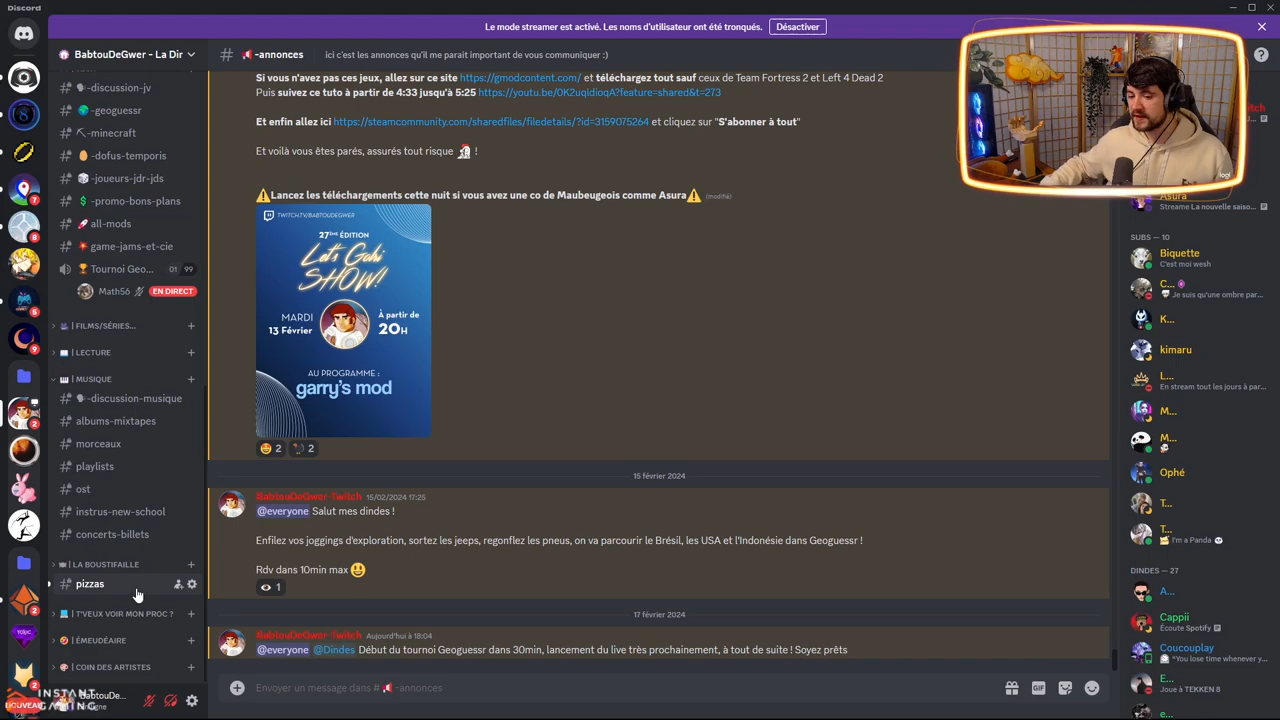 Discord
Le mode streamer est activé. Les noms d'utilisateur ont été tronqués.
Désactiver
BabtouDeGwer - La Dir
-annonces
ici c'est les annonces qu'il me parait important de vous communiquer :)
-discussion-jv
-geoguessr
-minecraft
-dofus-temporis
-joueurs-jdr-jds
-promo-bons-plans
all-mods
game-jams-et-cie
Tournoi Geo...
01 99
Math56
EN DIRECT
| FILMS/SÉRIES...
| LECTURE
| MUSIQUE
-discussion-musique
albums-mixtapes
morceaux
playlists
ost
instrus-new-school
concerts-billets
| LA BOUSTIFAILLE
pizzas
| T'VEUX VOIR MON PROC ?
| ÉMEUDÉAIRE
| COIN DES ARTISTES
BabtouDe...
INSTANT
GAMING
NOUVEAU
Si vous n'avez pas ces jeux, allez sur ce site https://gmodcontent.com/ et téléchargez tout sauf ceux de Team Fortress 2 et Left 4 Dead 2
Puis suivez ce tuto à partir de 4:33 jusqu'à 5:25 https://youtu.be/0K2uqldioqA?feature=shared&t=273
Et enfin allez ici https://steamcommunity.com/sharedfiles/filedetails/?id=3159075264 et cliquez sur "S'abonner à tout"
Et voilà vous êtes parés, assurés tout risque !
Lancez les téléchargements cette nuit si vous avez une co de Maubeugeois comme Asura (modifié)
TWITCH.TV/BABTOUDEGWER
27ÈME ÉDITION
Let's Gohi
SHOW!
MARDI
13 Février
À partir de
20H
AU PROGRAMME :
garry's mod
2
2
15 février 2024
BabtouDeGwer Twitch 15/02/2024 17:25
@everyone Salut mes dindes !
Enfilez vos joggings d'exploration, sortez les jeeps, regonflez les pneus, on va parcourir le Brésil, les USA et l'Indonésie dans Geoguessr !
Rdv dans 10min max
1
17 février 2024
BabtouDeGwer Twitch Aujourd'hui à 18:04
@everyone @Dindes Début du tournoi Geoguessr dans 30min, lancement du live très prochainement, à tout de suite ! Soyez prêts
Envoyer un message dans # -annonces
GIF
logi
Asura
Streame La nouvelle saiso...
SUBS — 10
Biquette
C'est moi wesh
C...
Je suis qu'une ombre par...
K...
kimaru
L...
En stream tout les jours à par...
M...
M...
Ophé
T...
T...
I'm a Panda
DINDES — 27
A...
Cappii
Écoute Spotify
Coucouplay
"You lose time whenever y...
E...
Joue à TEKKEN 8
e...